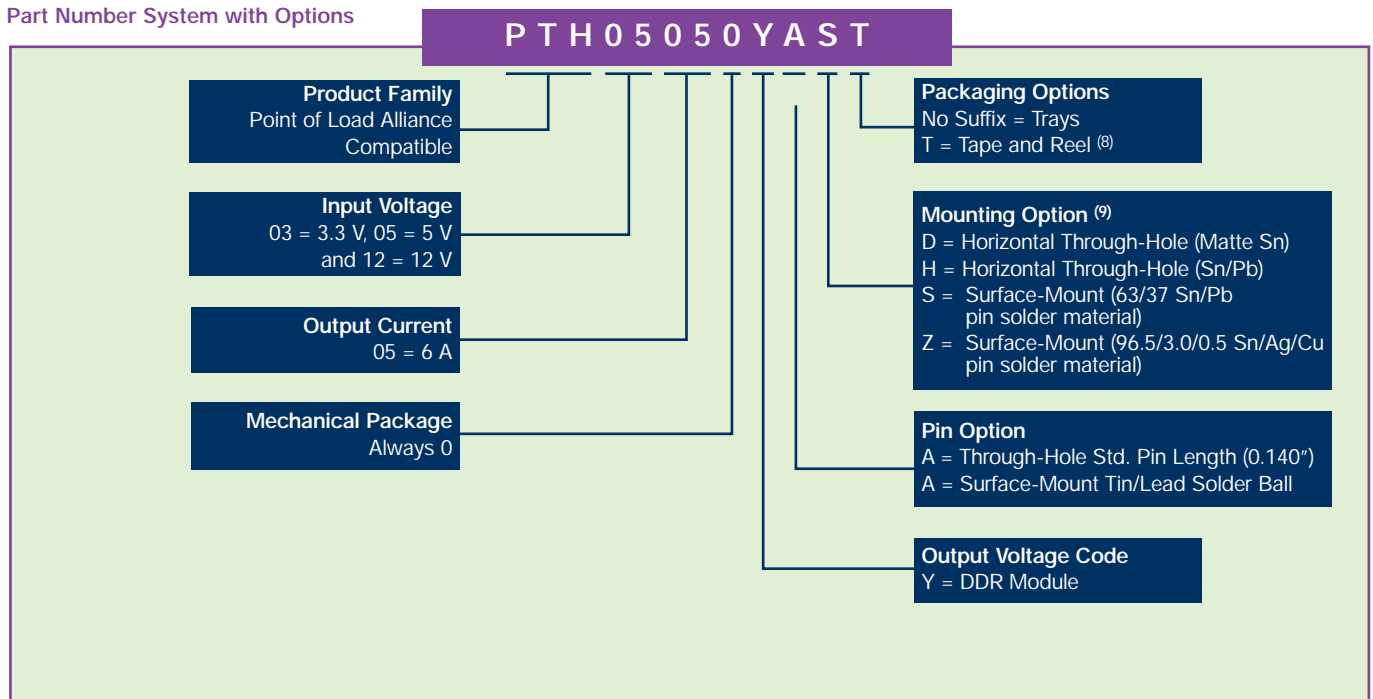 Part Number System with Options
PTH05050YAST
Product Family
Point of Load Alliance
Compatible
Input Voltage
03 = 3.3 V, 05 = 5 V
and 12 = 12 V
Output Current
05 = 6 A
Mechanical Package
Always 0
Packaging Options
No Suffix = Trays
T = Tape and Reel (8)
Mounting Option (9)
D = Horizontal Through-Hole (Matte Sn)
H = Horizontal Through-Hole (Sn/Pb)
S = Surface-Mount (63/37 Sn/Pb
pin solder material)
Z = Surface-Mount (96.5/3.0/0.5 Sn/Ag/Cu
pin solder material)
Pin Option
A = Through-Hole Std. Pin Length (0.140″)
A = Surface-Mount Tin/Lead Solder Ball
Output Voltage Code
Y = DDR Module